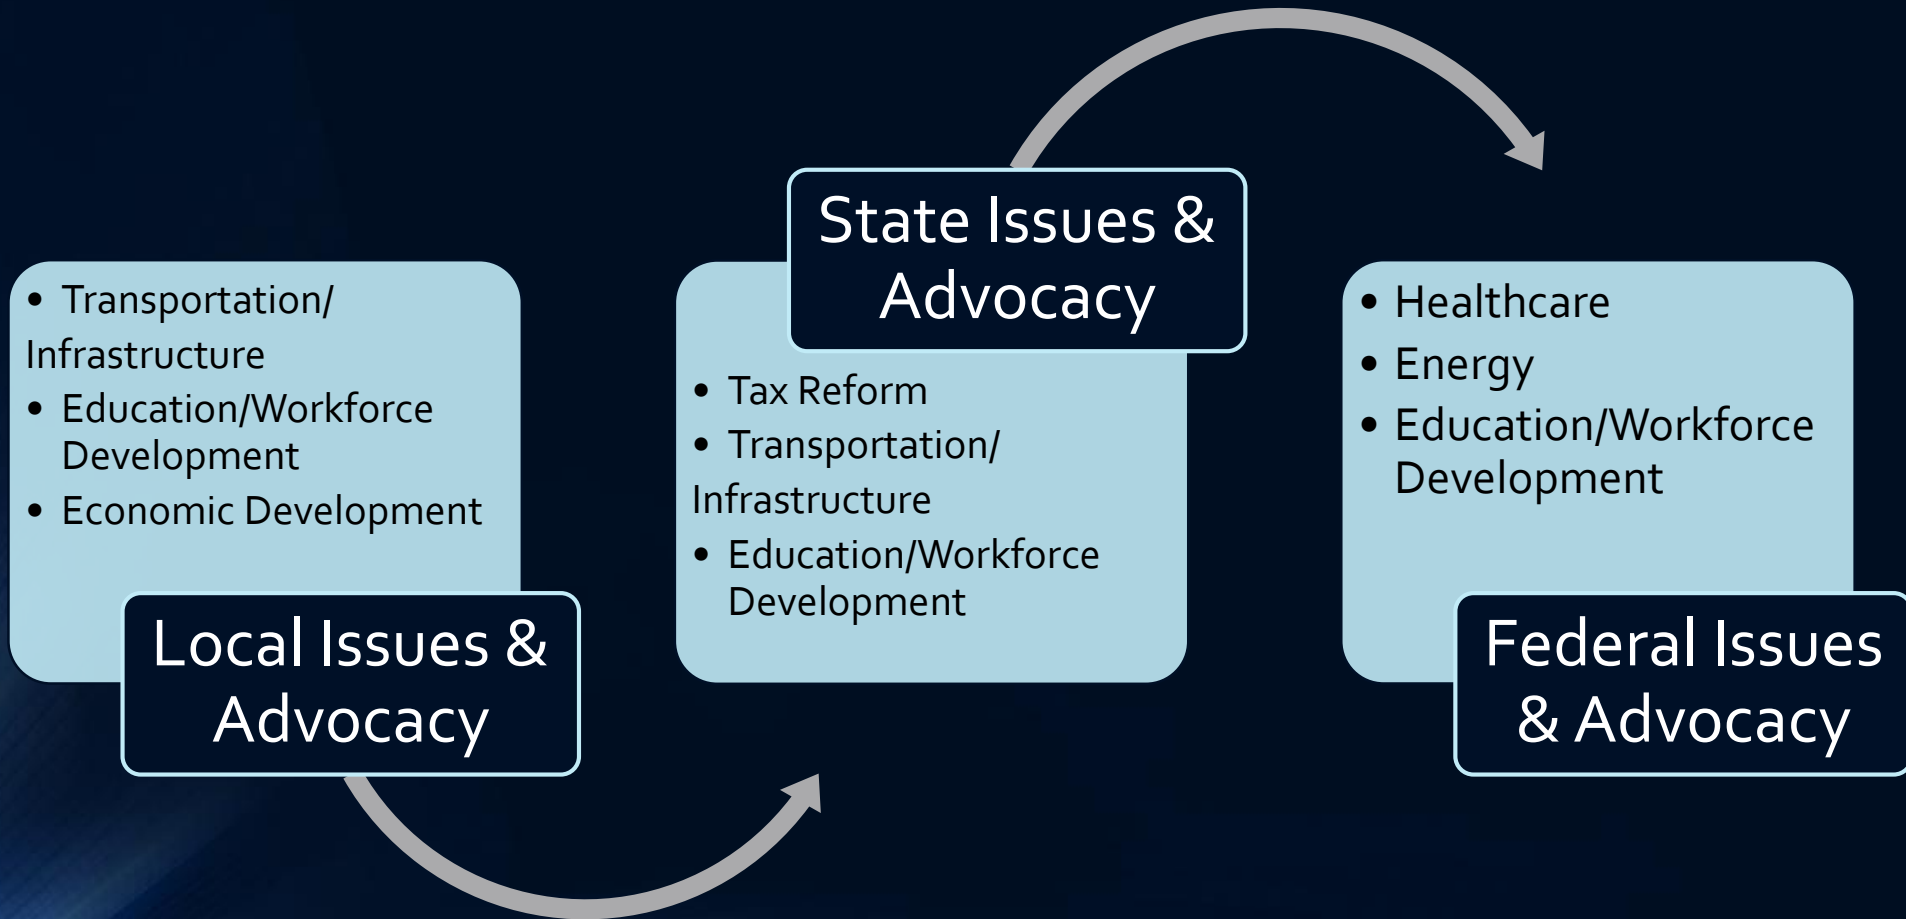 • Transportation/
Infrastructure
• Education/Workforce
Development
• Economic Development
Local Issues &
Advocacy
State Issues &
Advocacy
• Tax Reform
• Transportation/
Infrastructure
• Education/Workforce
Development
• Healthcare
• Energy
• Education/Workforce
Development
Federal Issues
& Advocacy